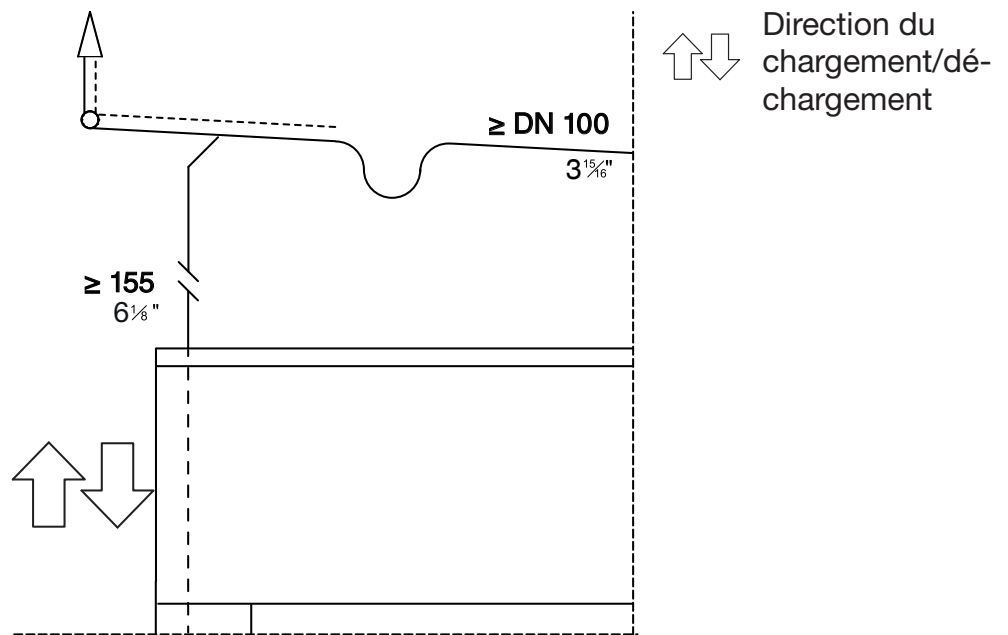 Direction du
chargement/dé-
chargement
≥ DN 100
3 15/16"
≥ 155
6 1/8 "